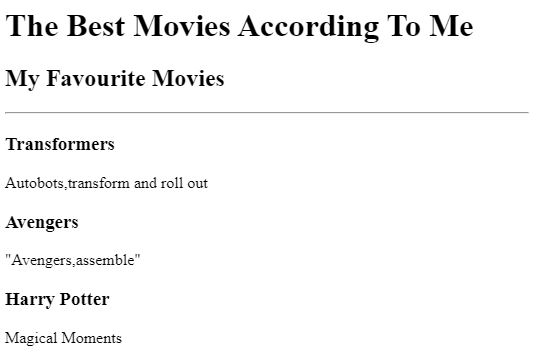 The Best Movies According To Me
My Favourite Movies
Transformers
Autobots,transform and roll out
Avengers
"Avengers,assemble"
Harry Potter
Magical Moments